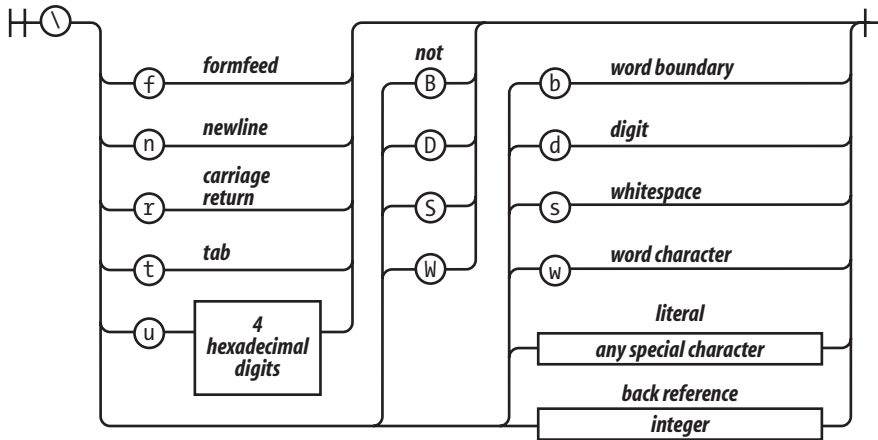 \
f formfeed
n newline
r carriage
return
t tab
u 4
hexadecimal
digits
not
B
D
S
W
b word boundary
d digit
s whitespace
w word character
literal
any special character
back reference
integer